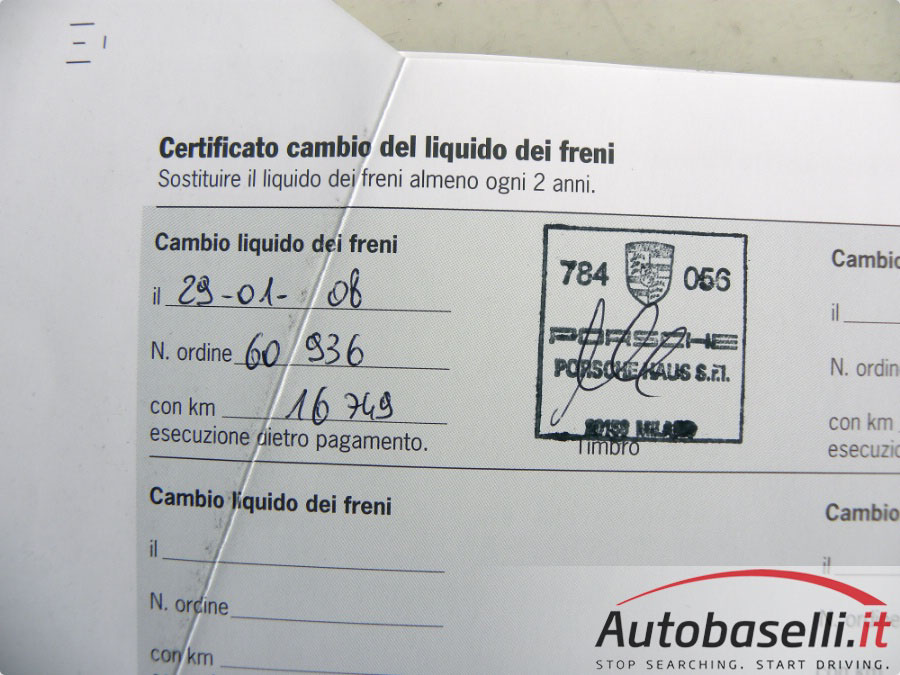 Certificato cambio del liquido dei freni
Sostituire il liquido dei freni almeno ogni 2 anni.
Cambio liquido dei freni
il 29-01- 08
N. ordine 60 936
con km 16 749
esecuzione dietro pagamento.
784 056
PORSCHE
PORSCHE HAUS S.r.l.
MILANO
Timbro
Cambio
il
N. ordin
con km
esecuzio
Cambio liquido dei freni
il
N. ordine
con km
Cambio
il
Autobaselli.it
STOP SEARCHING. START DRIVING.